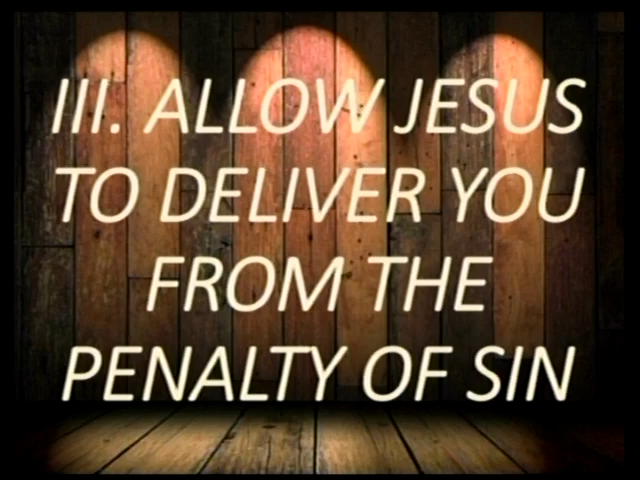 III. ALLOW JESUS
TO DELIVER YOU
FROM THE
PENALTY OF SIN